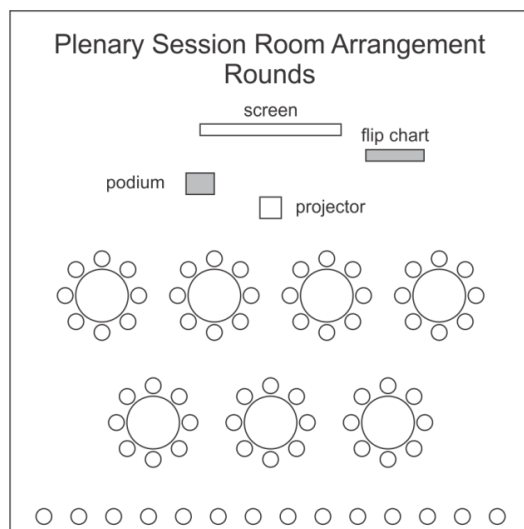 Plenary Session Room Arrangement
Rounds
screen
flip chart
podium
projector